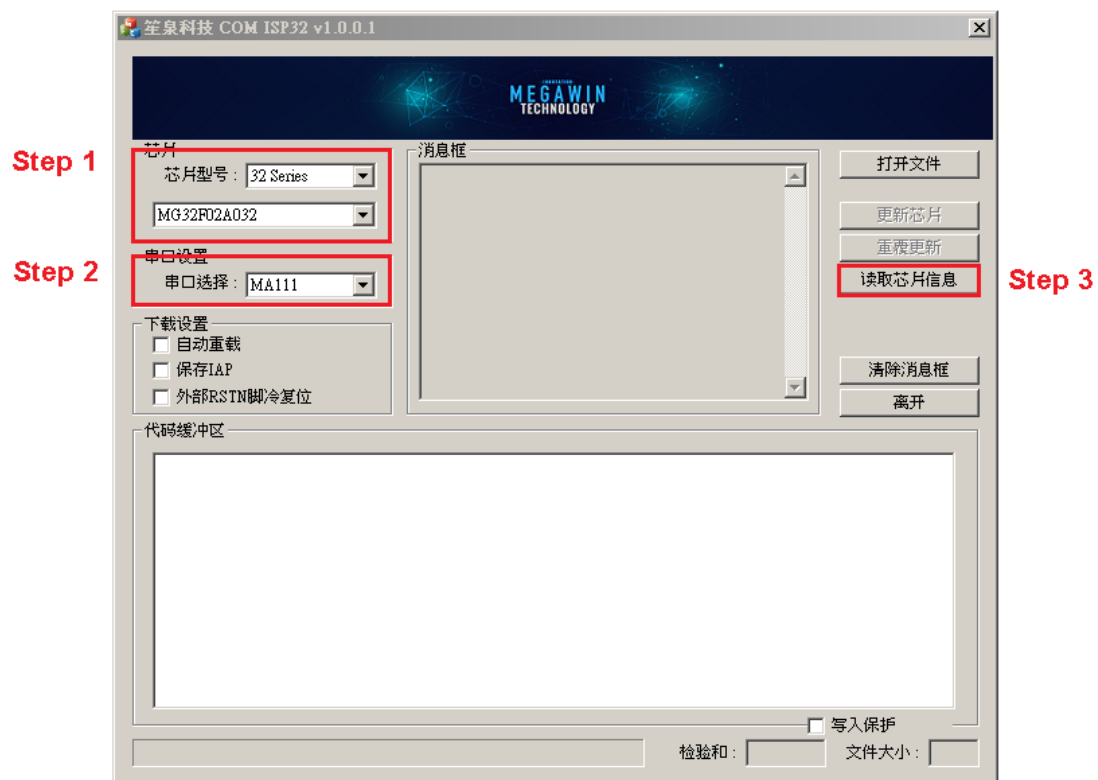 笙泉科技 COM ISP32 v1.0.0.1
MEGAWIN
TECHNOLOGY
Step 1
芯片
芯片型号： 32 Series
MG32F02A032
Step 2
串口设置
串口选择： MA111
下载设置
自动重载
保存IAP
外部RSTN脚冷复位
消息框
打开文件
更新芯片
重覆更新
读取芯片信息
Step 3
清除消息框
离开
代码缓冲区
写入保护
检验和：
文件大小：